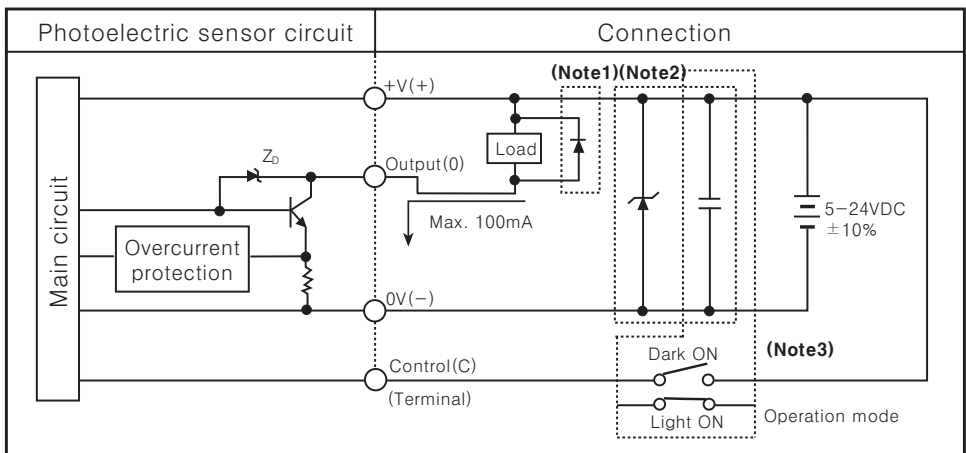 Photoelectric sensor circuit
Connection
(Note1)(Note2)
+V(+)
Load
Z_D
Output(0)
Max. 100mA
5-24VDC
±10%
Main circuit
Overcurrent
protection
0V(-)
Dark ON
(Note3)
Control(C)
(Terminal)
Light ON
Operation mode